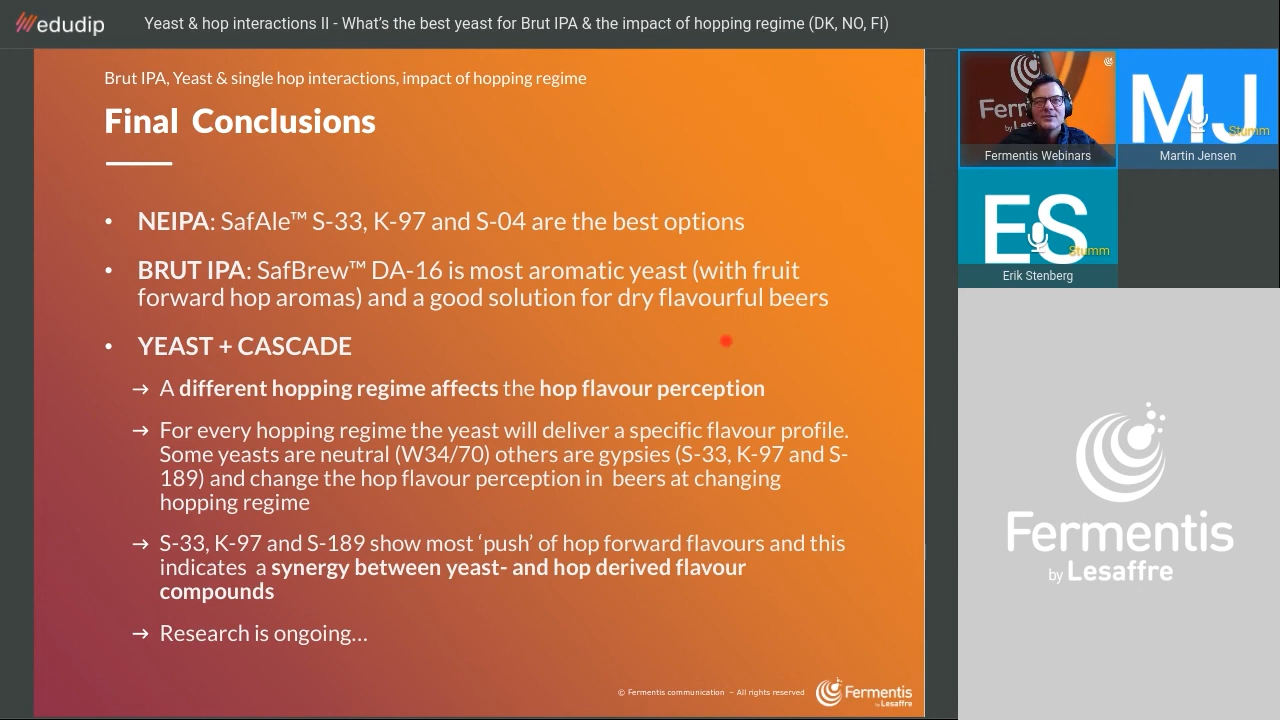 edudip
Yeast & hop interactions II - What's the best yeast for Brut IPA & the impact of hopping regime (DK, NO, FI)
Brut IPA, Yeast & single hop interactions, impact of hopping regime
Final Conclusions
• NEIPA: SafAle™ S-33, K-97 and S-04 are the best options
• BRUT IPA: SafBrew™ DA-16 is most aromatic yeast (with fruit
forward hop aromas) and a good solution for dry flavourful beers
• YEAST + CASCADE
→ A different hopping regime affects the hop flavour perception
→ For every hopping regime the yeast will deliver a specific flavour profile.
Some yeasts are neutral (W34/70) others are gypsies (S-33, K-97 and S-
189) and change the hop flavour perception in beers at changing
hopping regime
→ S-33, K-97 and S-189 show most ‘push’ of hop forward flavours and this
indicates a synergy between yeast- and hop derived flavour
compounds
→ Research is ongoing...
© Fermentis communication – All rights reserved
Fermentis
by Lesaffre
Fermentis
by Les
Fermentis Webinars
MJ
Stumm
Martin Jensen
ES
Stumm
Erik Stenberg
Fermentis
by Lesaffre